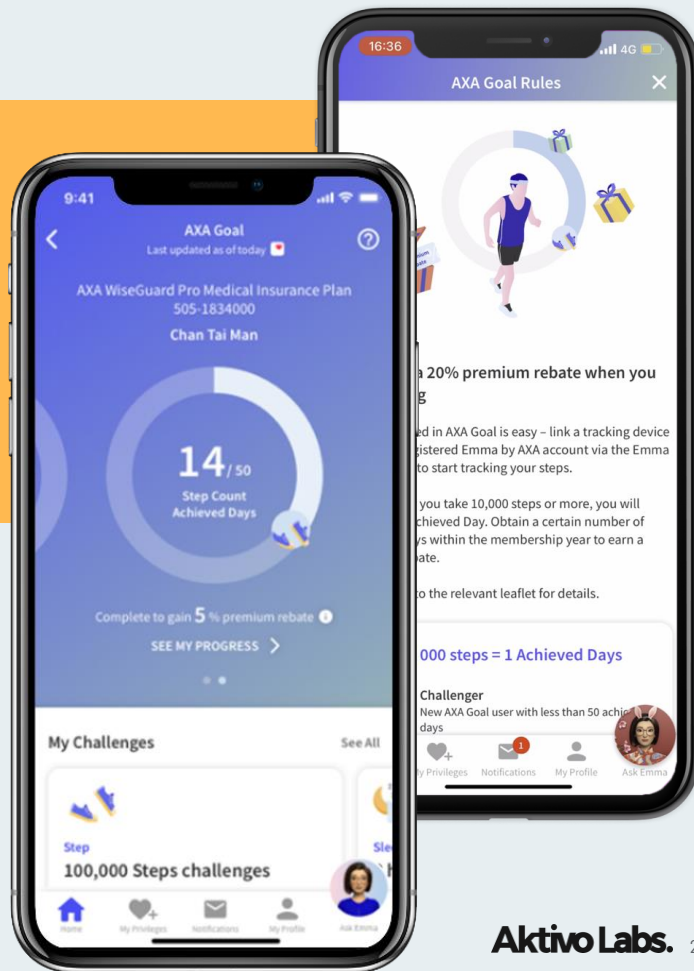 9:41
AXA Goal
Last updated as of today
AXA WiseGuard Pro Medical Insurance Plan
505-1834000
Chan Tai Man
14/50
Step Count
Achieved Days
Complete to gain 5 % premium rebate
SEE MY PROGRESS
My Challenges
See All
Step
100,000 Steps challenges
Home
My Privileges
Notifications
My Profile
Ask Emma
16:36
4G
AXA Goal Rules
20% premium rebate when you
ed in AXA Goal is easy – link a tracking device
gistered Emma by AXA account via the Emma
to start tracking your steps.
you take 10,000 steps or more, you will
chieved Day. Obtain a certain number of
ys within the membership year to earn a
ate.
to the relevant leaflet for details.
000 steps = 1 Achieved Days
Challenger
New AXA Goal user with less than 50 achie
days
1
y Privileges
Notifications
My Profile
Ask Emma
Aktivo Labs.
2